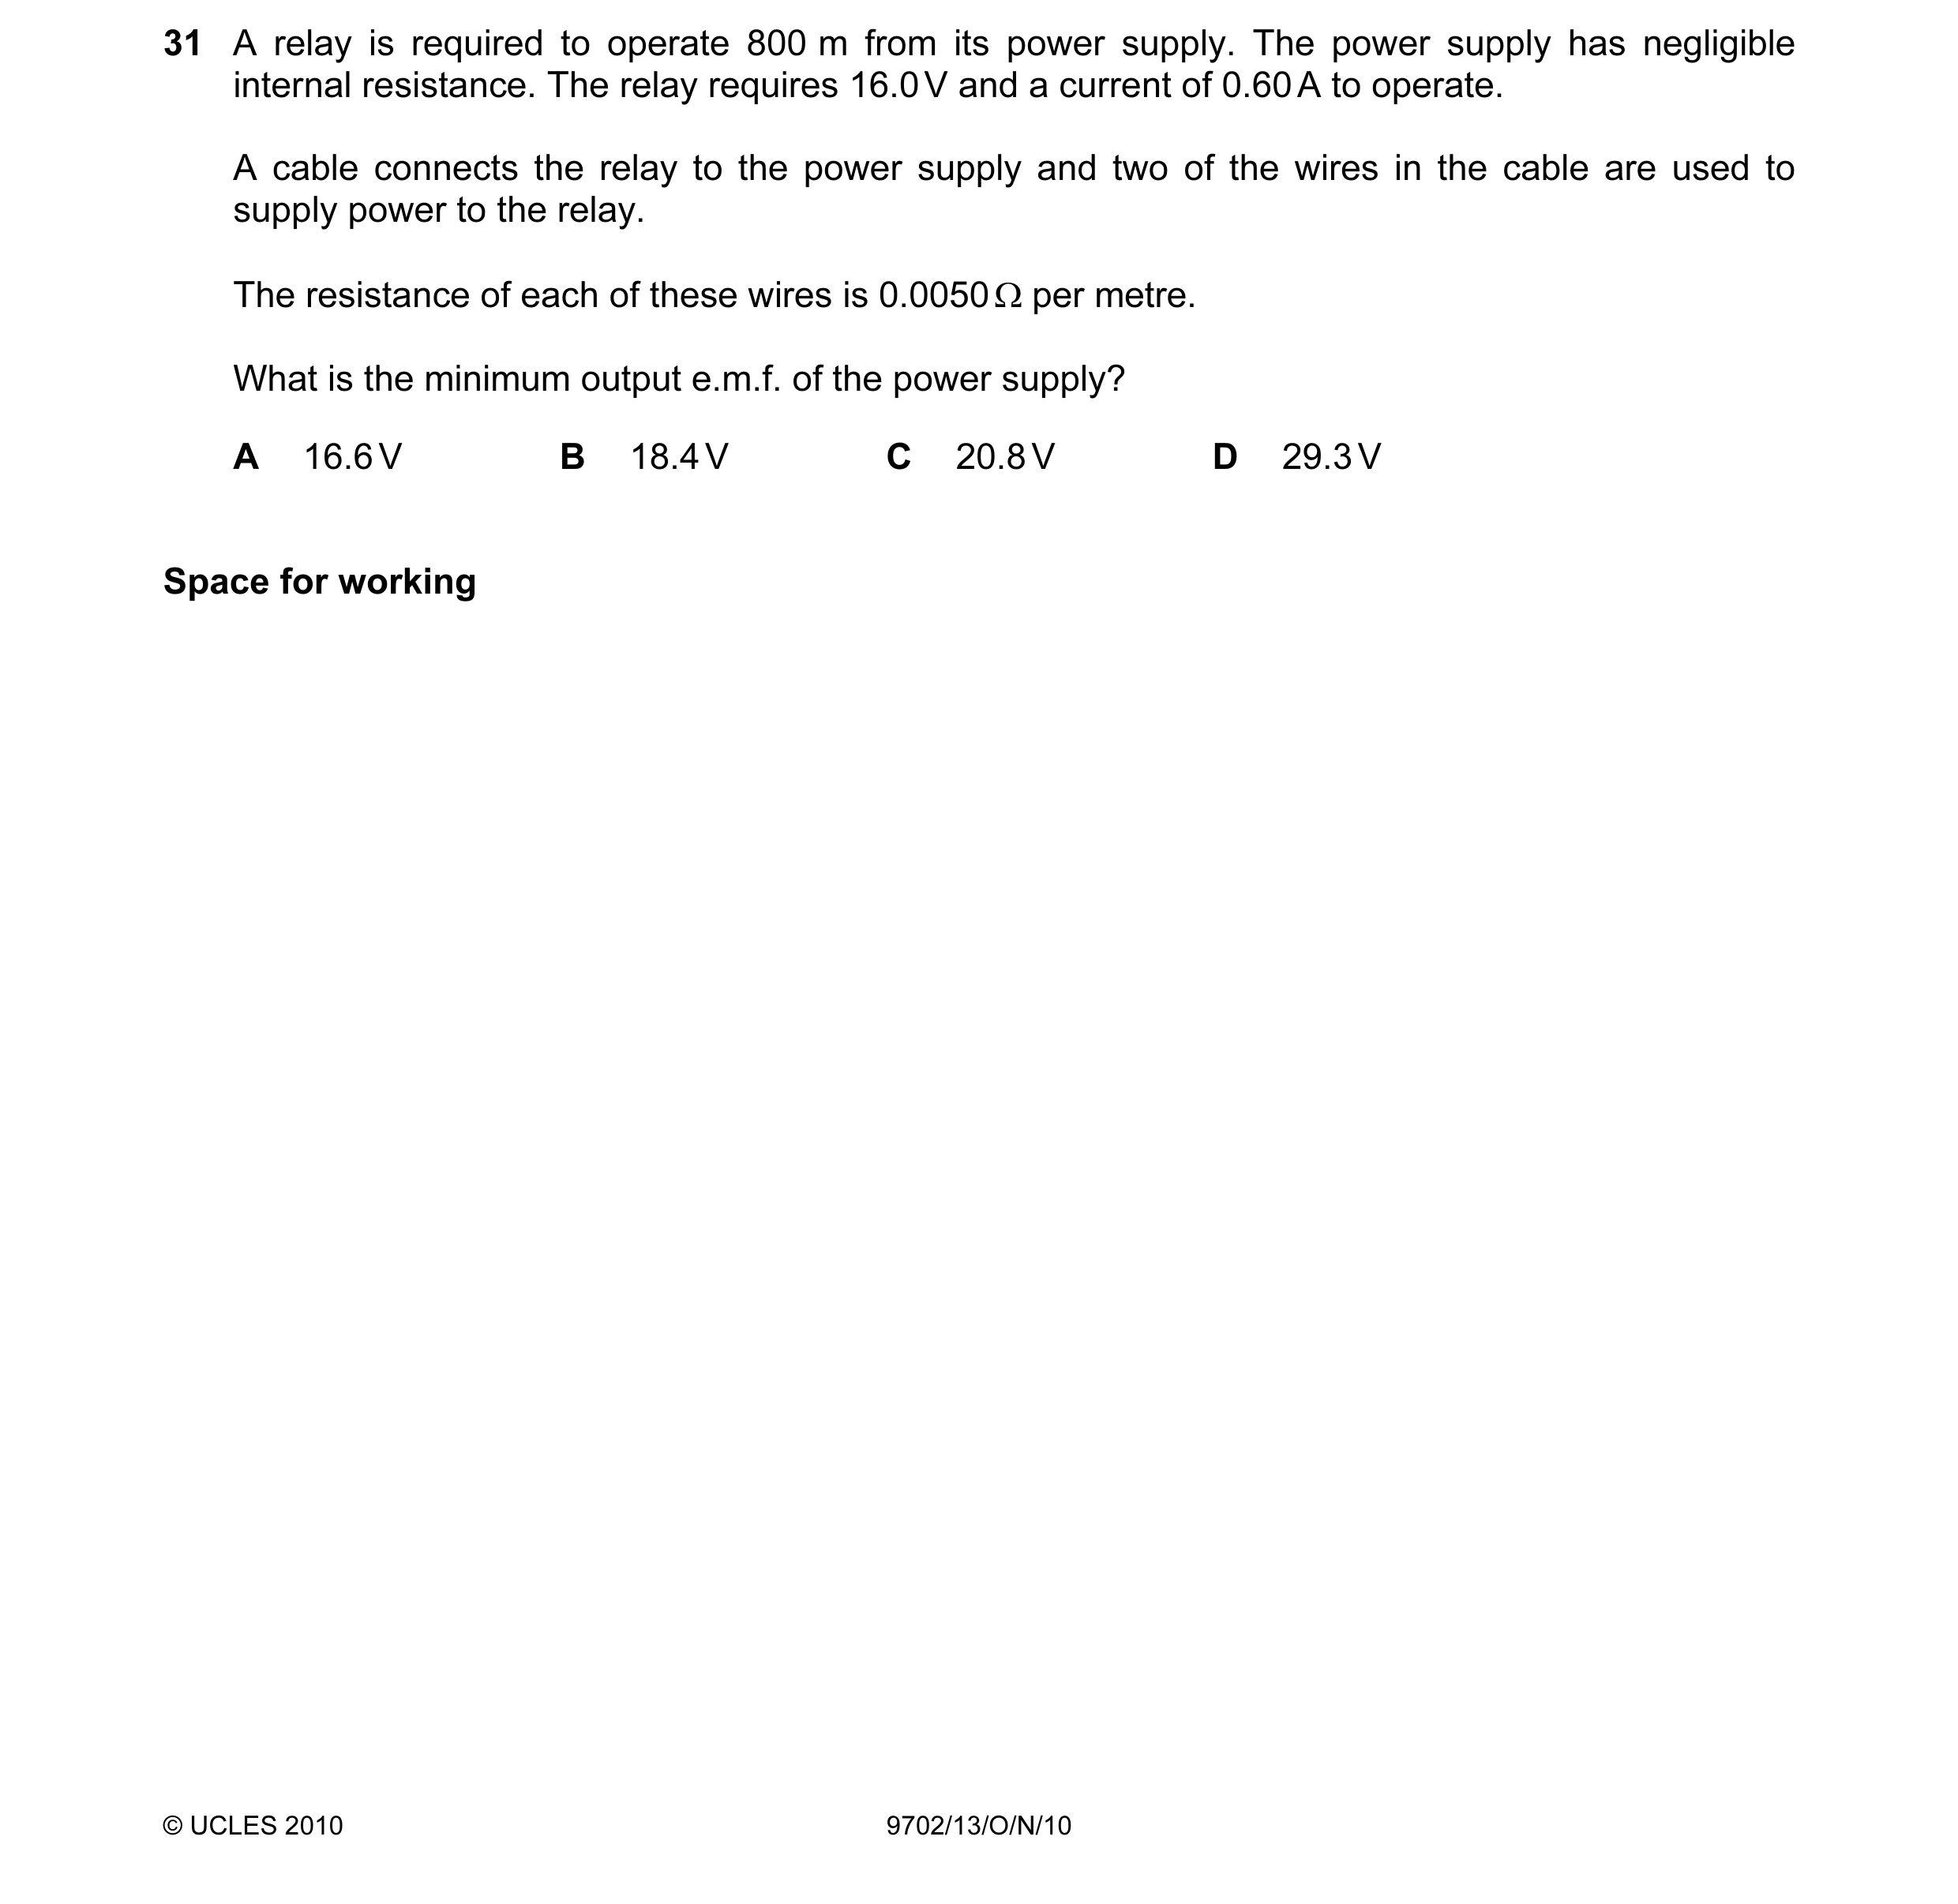 31 A relay is required to operate 800 m from its power supply. The power supply has negligible
internal resistance. The relay requires 16.0 V and a current of 0.60 A to operate.
A cable connects the relay to the power supply and two of the wires in the cable are used to
supply power to the relay.
The resistance of each of these wires is 0.0050 Ω per metre.
What is the minimum output e.m.f. of the power supply?
A 16.6 V B 18.4 V C 20.8 V D 29.3 V
Space for working
© UCLES 2010 9702/13/O/N/10